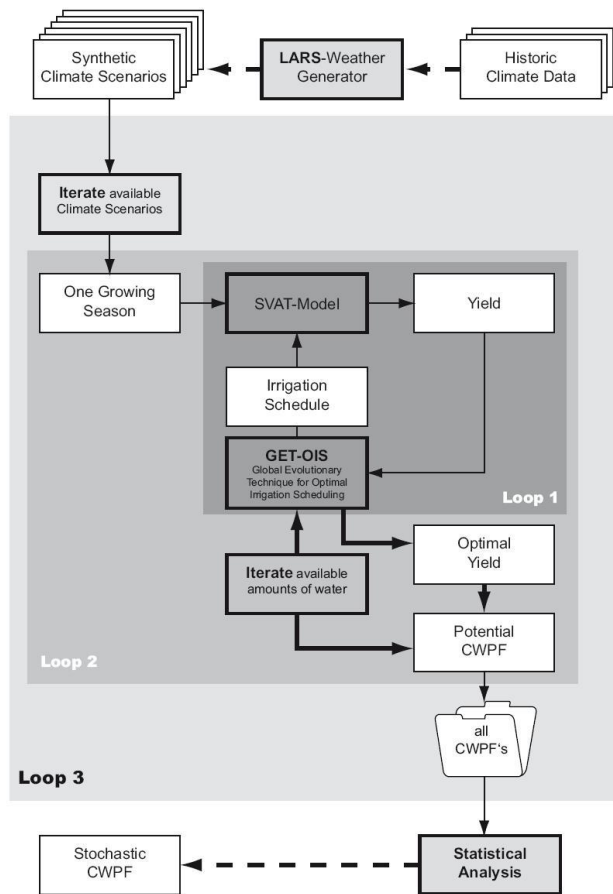 Synthetic
Climate Scenarios
LARS-Weather
Generator
Historic
Climate Data
Iterate available
Climate Scenarios
One Growing
Season
SVAT-Model
Yield
Irrigation
Schedule
GET-OIS
Global Evolutionary
Technique for Optimal
Irrigation Scheduling
Loop 1
Iterate available
amounts of water
Optimal
Yield
Potential
CWPF
Loop 2
all
CWPF's
Loop 3
Stochastic
CWPF
Statistical
Analysis